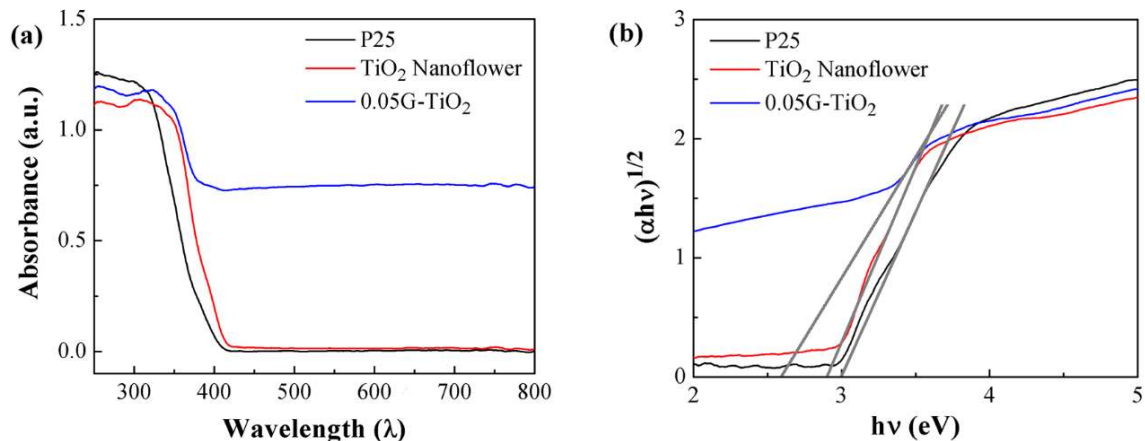 (a)
1.5
1.0
0.5
0.0
Absorbance (a.u.)
P25
TiO₂ Nanoflower
0.05G-TiO₂
300 400 500 600 700 800
Wavelength (λ)
(b)
3
2
1
0
(αhν)¹/²
P25
TiO₂ Nanoflower
0.05G-TiO₂
2 3 4 5
hν (eV)